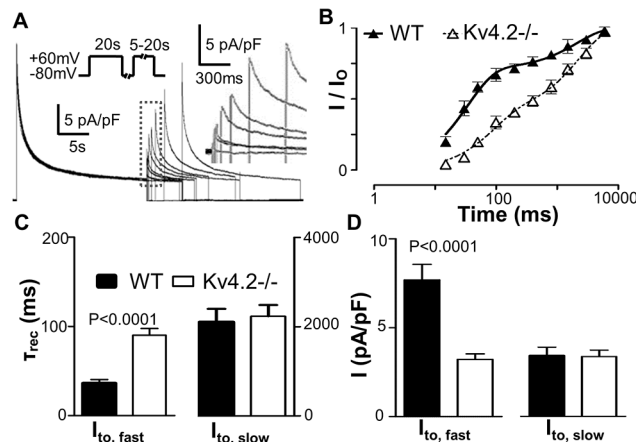 A
20s 5-20s
+60mV
-80mV
5 pA/pF
5s
5 pA/pF
300ms
B
WT Kv4.2-/-
1
I / Io
0
1 100 10000
Time (ms)
C
200
100
0
τrec (ms)
4000
2000
0
WT Kv4.2-/-
P<0.0001
Ito, fast Ito, slow
D
10
5
0
I (pA/pF)
P<0.0001
Ito, fast Ito, slow